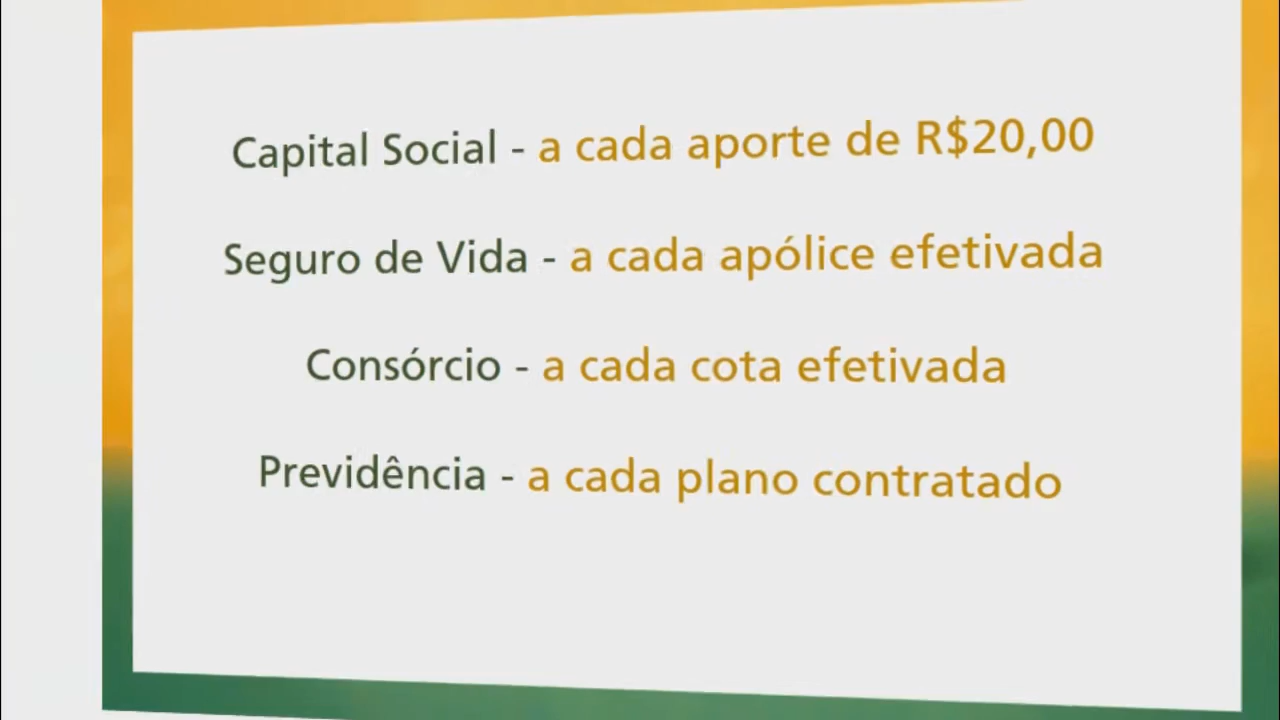 Capital Social - a cada aporte de R$20,00
Seguro de Vida - a cada apólice efetivada
Consórcio - a cada cota efetivada
Previdência - a cada plano contratado